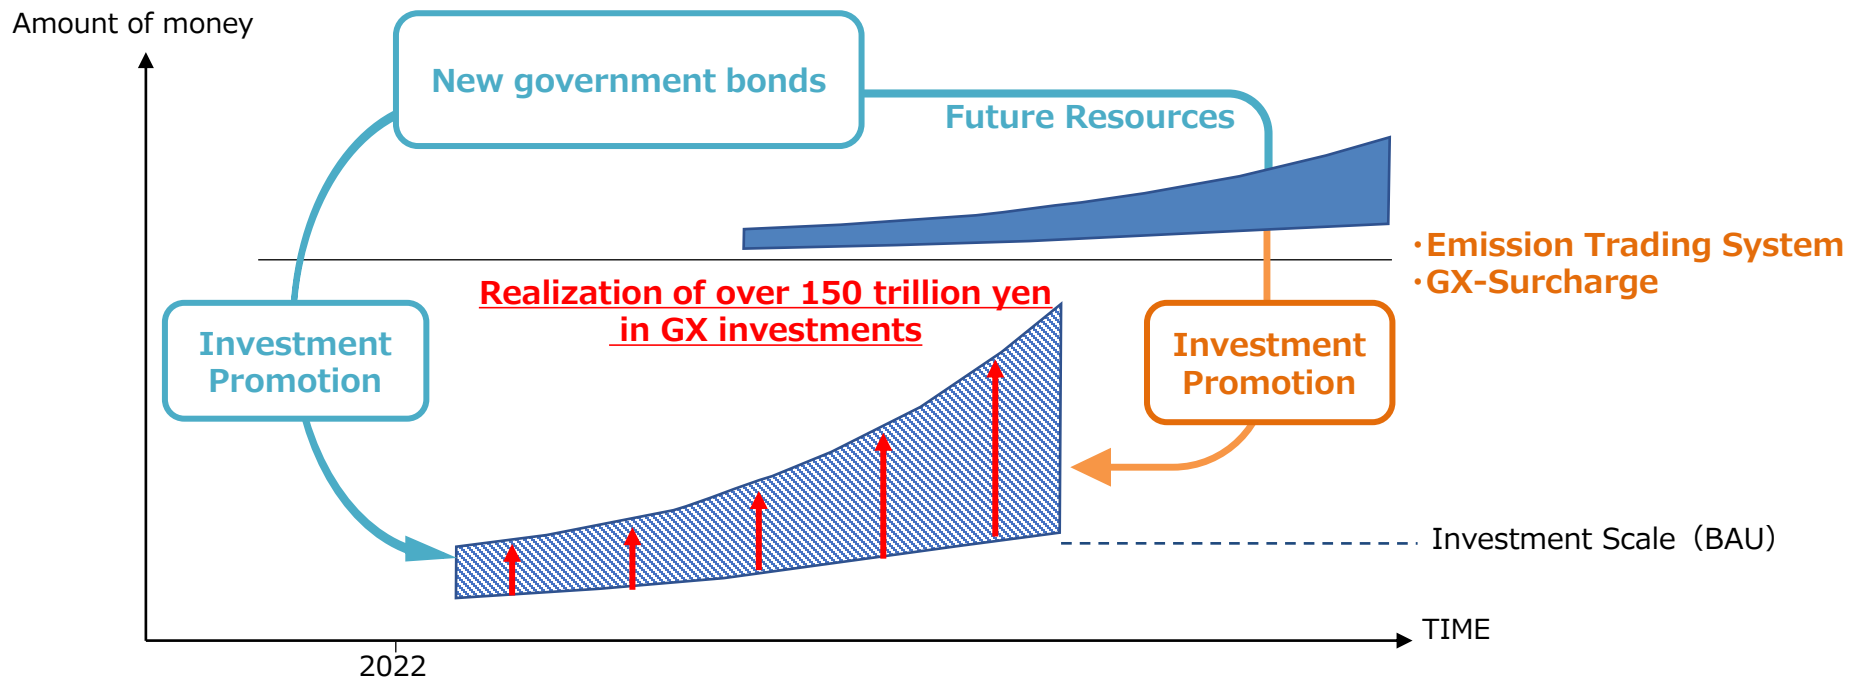 Amount of money
New government bonds
Future Resources
・Emission Trading System
・GX-Surcharge
Realization of over 150 trillion yen
in GX investments
Investment
Promotion
Investment
Promotion
Investment Scale（BAU）
TIME
2022